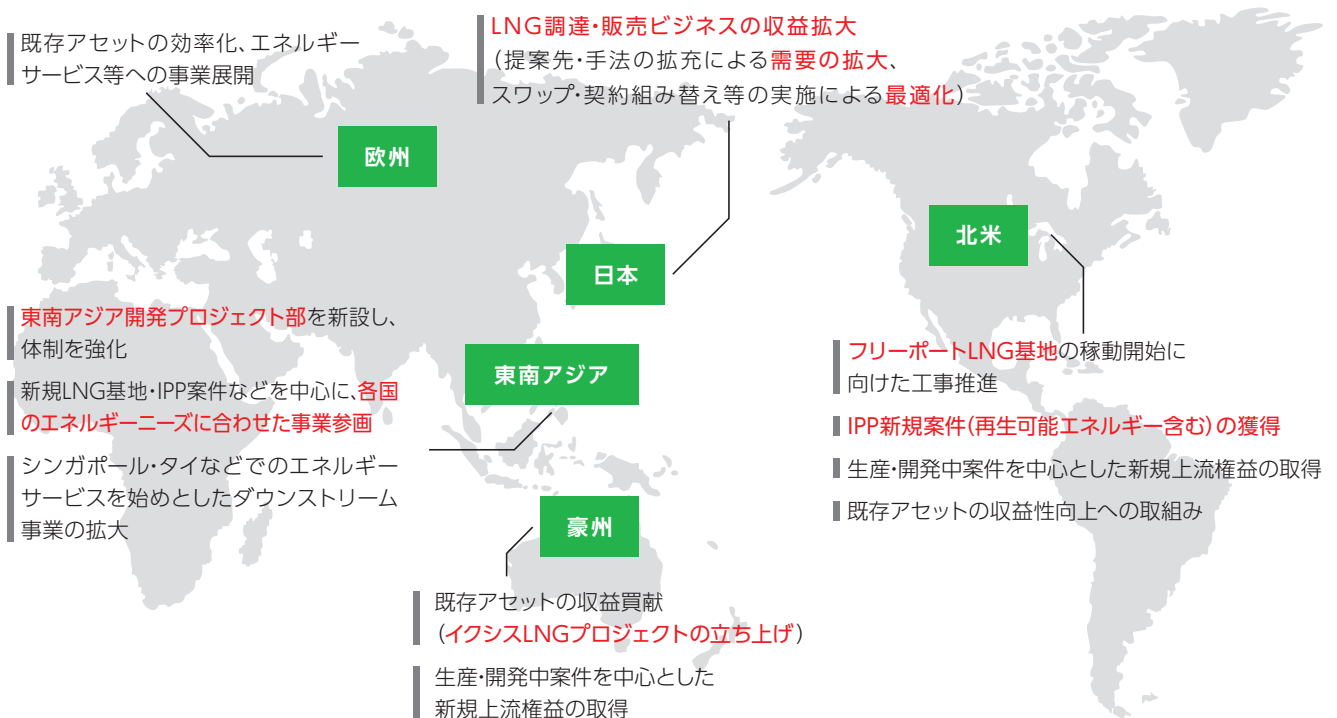 既存アセットの効率化、エネルギー
サービス等への事業展開
欧州
LNG調達・販売ビジネスの収益拡大
(提案先・手法の拡充による需要の拡大、
スワップ・契約組み替え等の実施による最適化)
日本
北米
フリーポートLNG基地の稼動開始に
向けた工事推進
IPP新規案件(再生可能エネルギー含む)の獲得
生産・開発中案件を中心とした新規上流権益の取得
既存アセットの収益性向上への取組み
東南アジア開発プロジェクト部を新設し、
体制を強化
新規LNG基地・IPP案件などを中心に、各国
のエネルギーニーズに合わせた事業参画
シンガポール・タイなどでのエネルギー
サービスを始めとしたダウンストリーム
事業の拡大
東南アジア
豪州
既存アセットの収益貢献
(イクシスLNGプロジェクトの立ち上げ)
生産・開発中案件を中心とした
新規上流権益の取得